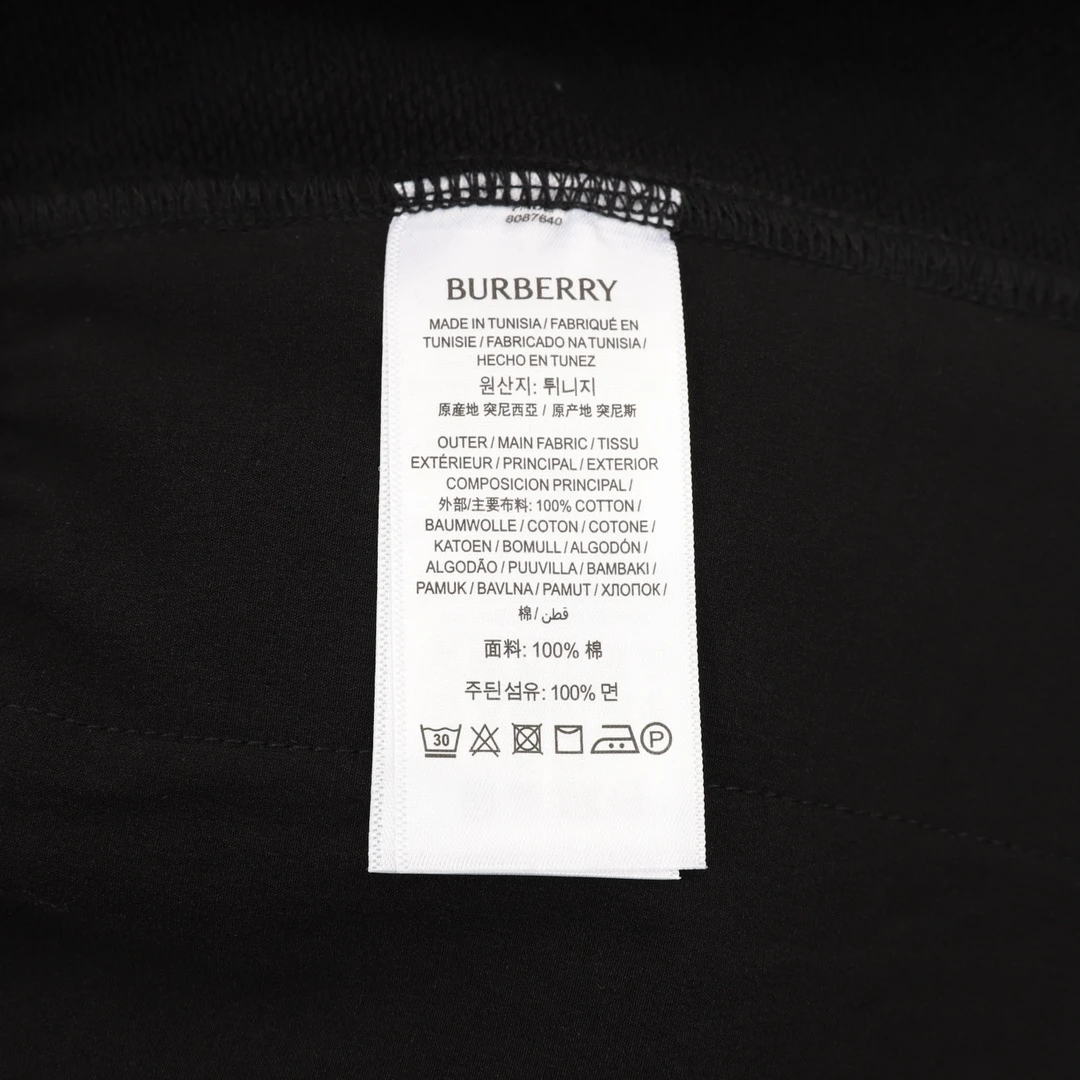 8087640
BURBERRY
MADE IN TUNISIA / FABRIQUÉ EN
TUNISIE / FABRICADO NA TUNISIA /
HECHO EN TUNEZ
원산지: 튀니지
原産地 突尼西亞 / 原产地 突尼斯
OUTER / MAIN FABRIC / TISSU
EXTÉRIEUR / PRINCIPAL / EXTERIOR
COMPOSICION PRINCIPAL /
外部/主要布料: 100% COTTON /
BAUMWOLLE / COTON / COTONE /
KATOEN / BOMULL / ALGODÓN /
ALGODÃO / PUUVILLA / BAMBAKI /
PAMUK / BAVLNA / PAMUT / ХЛОПОК /
棉 / قطن
面料: 100% 棉
주된섬유: 100% 면
30 P